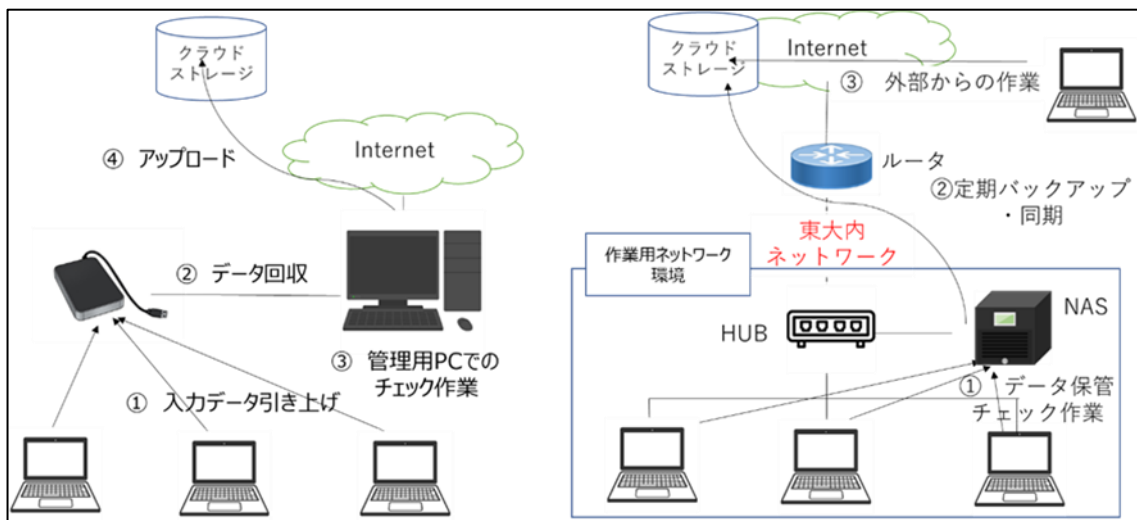 クラウド
ストレージ
Internet
④ アップロード
② データ回収
③ 管理用PCでの
チェック作業
① 入力データ引き上げ
クラウド
ストレージ
Internet
③ 外部からの作業
ルータ
②定期バックアップ
・同期
東大内
ネットワーク
作業用ネットワーク
環境
HUB
NAS
① データ保管
チェック作業